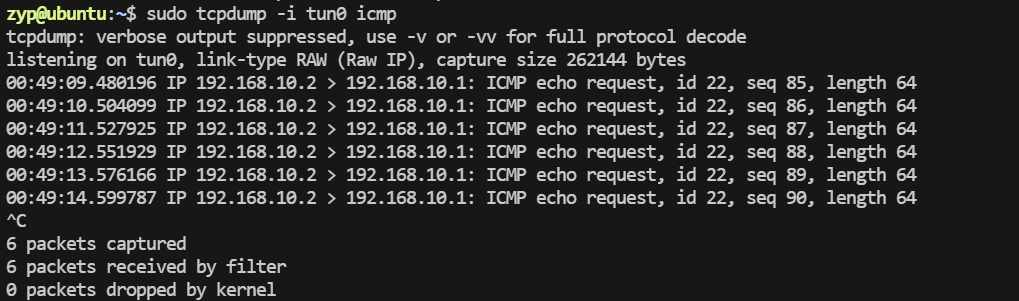 zyp@ubuntu:~$ sudo tcpdump -i tun0 icmp
tcpdump: verbose output suppressed, use -v or -vv for full protocol decode
listening on tun0, link-type RAW (Raw IP), capture size 262144 bytes
00:49:09.480196 IP 192.168.10.2 > 192.168.10.1: ICMP echo request, id 22, seq 85, length 64
00:49:10.504099 IP 192.168.10.2 > 192.168.10.1: ICMP echo request, id 22, seq 86, length 64
00:49:11.527925 IP 192.168.10.2 > 192.168.10.1: ICMP echo request, id 22, seq 87, length 64
00:49:12.551929 IP 192.168.10.2 > 192.168.10.1: ICMP echo request, id 22, seq 88, length 64
00:49:13.576166 IP 192.168.10.2 > 192.168.10.1: ICMP echo request, id 22, seq 89, length 64
00:49:14.599787 IP 192.168.10.2 > 192.168.10.1: ICMP echo request, id 22, seq 90, length 64
^C
6 packets captured
6 packets received by filter
0 packets dropped by kernel